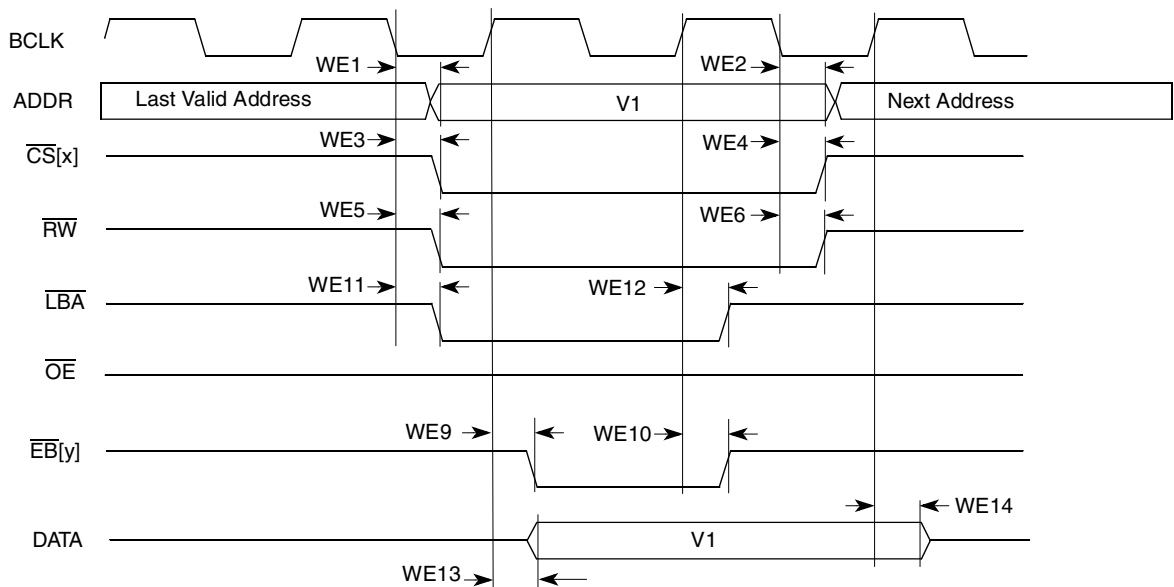 BCLK
WE1
WE2
ADDR
Last Valid Address
V1
Next Address
WE3
WE4
CS[x]
WE5
WE6
RW
WE11
WE12
LBA
OE
WE9
WE10
EB[y]
WE14
DATA
V1
WE13